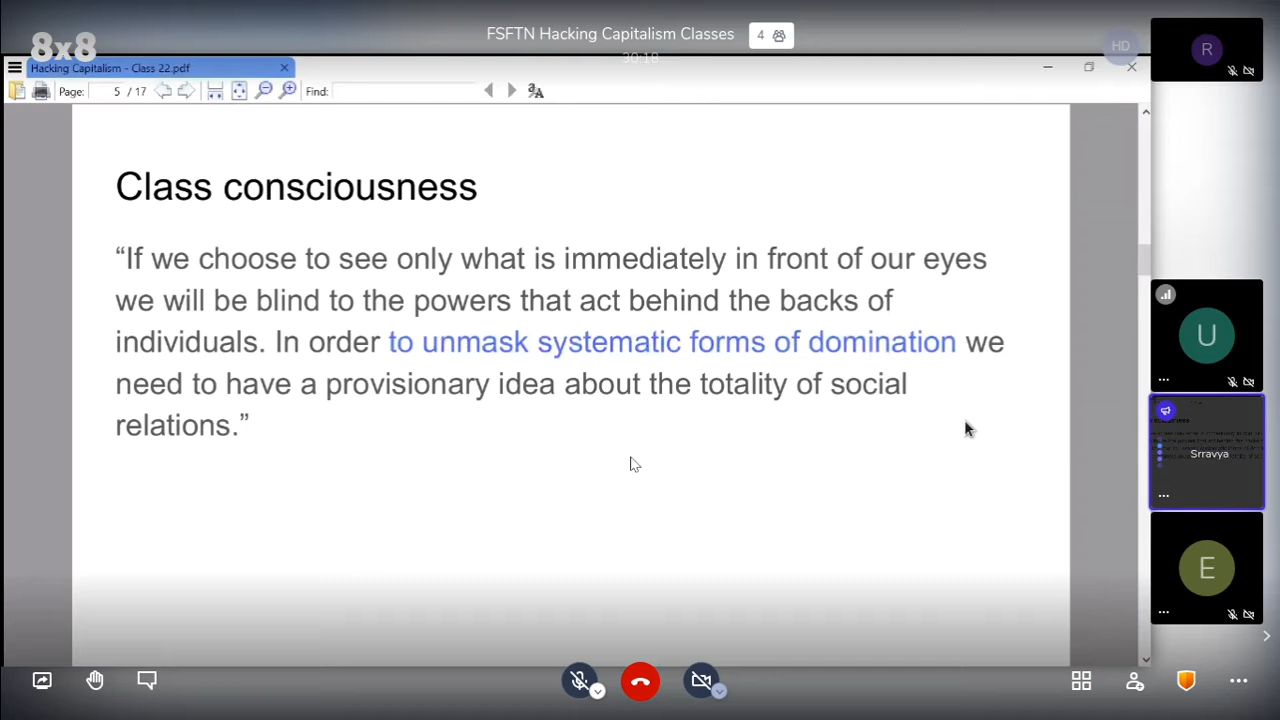 8x8
FSFTN Hacking Capitalism Classes
4
30:18
HD
R
Hacking Capitalism - Class 22.pdf
Page: 5 / 17 Find:
Class consciousness
“If we choose to see only what is immediately in front of our eyes
we will be blind to the powers that act behind the backs of
individuals. In order to unmask systematic forms of domination we
need to have a provisionary idea about the totality of social
relations.”
U
Srravya
E